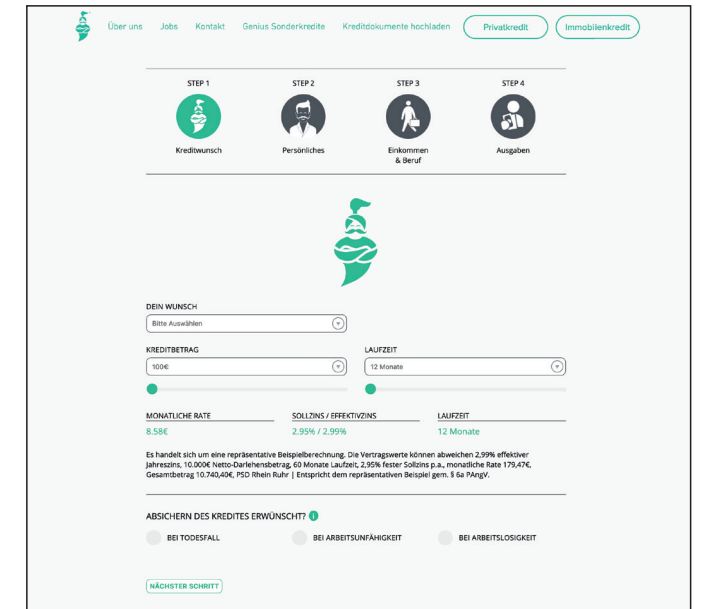 Über uns Jobs Kontakt Genius Sonderkredite Kreditdokumente hochladen Privatkredit Immobilienkredit
STEP 1 STEP 2 STEP 3 STEP 4
Kreditwunsch Persönliches Einkommen & Beruf Ausgaben
DEIN WUNSCH
Bitte Auswählen
KREDITBETRAG LAUFZEIT
100€ 12 Monate
MONATLICHE RATE SOLLZINS / EFFEKTIVZINS LAUFZEIT
8.58€ 2.95% / 2.99% 12 Monate
Es handelt sich um eine repräsentative Beispielberechnung. Die Vertragswerte können abweichen 2,99% effektiver
Jahreszins, 10.000€ Netto-Darlehensbetrag, 60 Monate Laufzeit, 2,95% fester Sollzins p.a., monatliche Rate 179,47€,
Gesamtbetrag 10.740,40€, PSD Rhein Ruhr | Entspricht dem repräsentativen Beispiel gem. § 6a PAngV.
ABSICHERN DES KREDITES ERWÜNSCHT? i
BEI TODESFALL BEI ARBEITSUNFÄHIGKEIT BEI ARBEITSLOSIGKEIT
NÄCHSTER SCHRITT